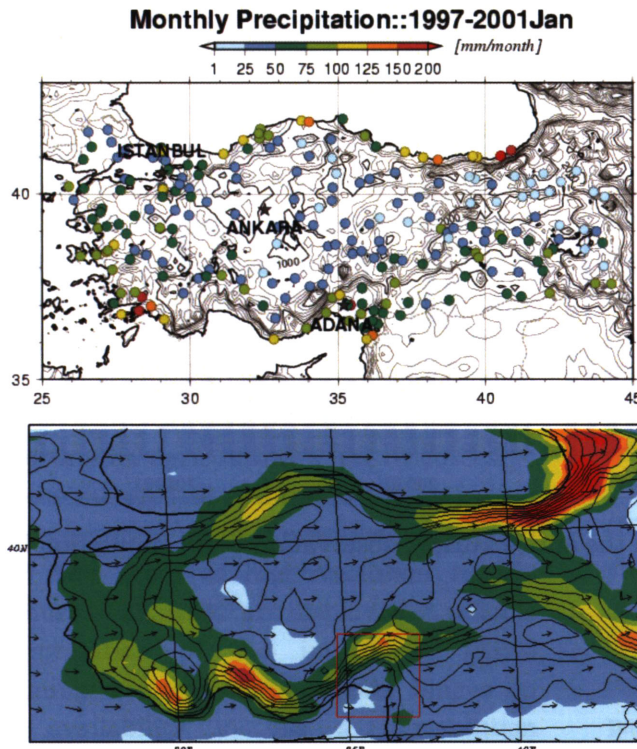 Monthly Precipitation::1997-2001Jan
[mm/month]
1 25 50 75 100 125 150 200
ISTANBUL
40
ANKARA
1000
ADANA
35
25 30 35 40 45
40N